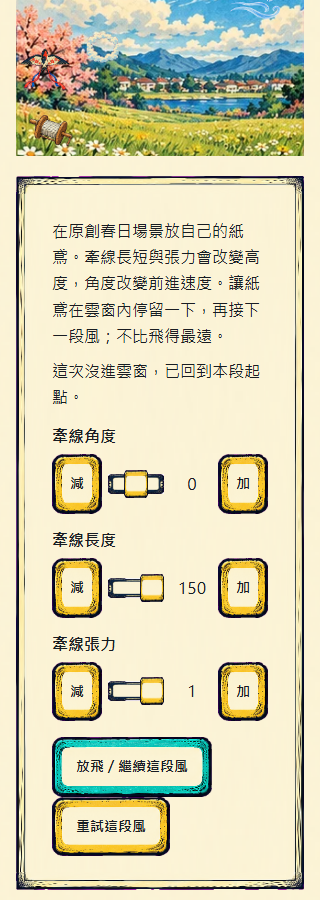 在原創春日場景放自己的紙
鳶。牽線長短與張力會改變高
度，角度改變前進速度。讓紙
鳶在雲窗內停留一下，再接下
一段風；不比飛得最遠。
這次沒進雲窗，已回到本段起
點。
牽線角度
減 0 加
牽線長度
減 150 加
牽線張力
減 1 加
放飛 / 繼續這段風
重試這段風